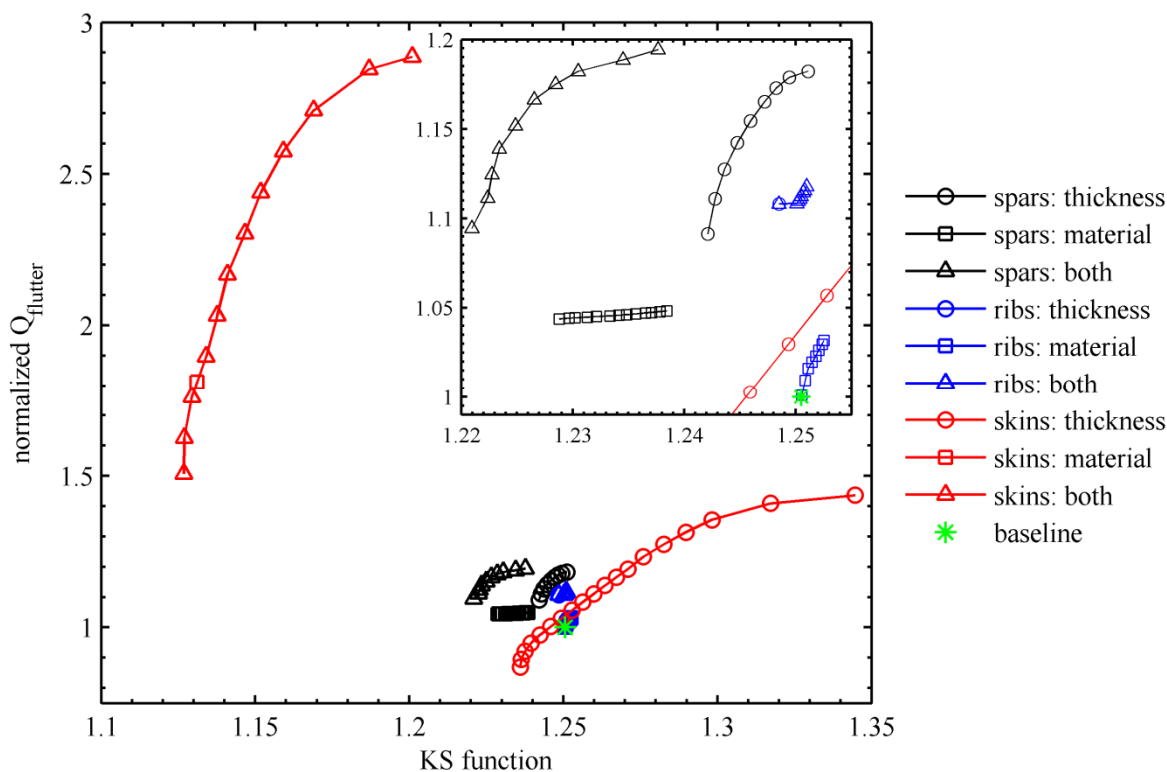 3
2.5
2
1.5
1
normalized Q_flutter
1.1
1.15
1.2
1.25
1.3
1.35
KS function
1.2
1.15
1.1
1.05
1
1.22
1.23
1.24
1.25
spars: thickness
spars: material
spars: both
ribs: thickness
ribs: material
ribs: both
skins: thickness
skins: material
skins: both
baseline